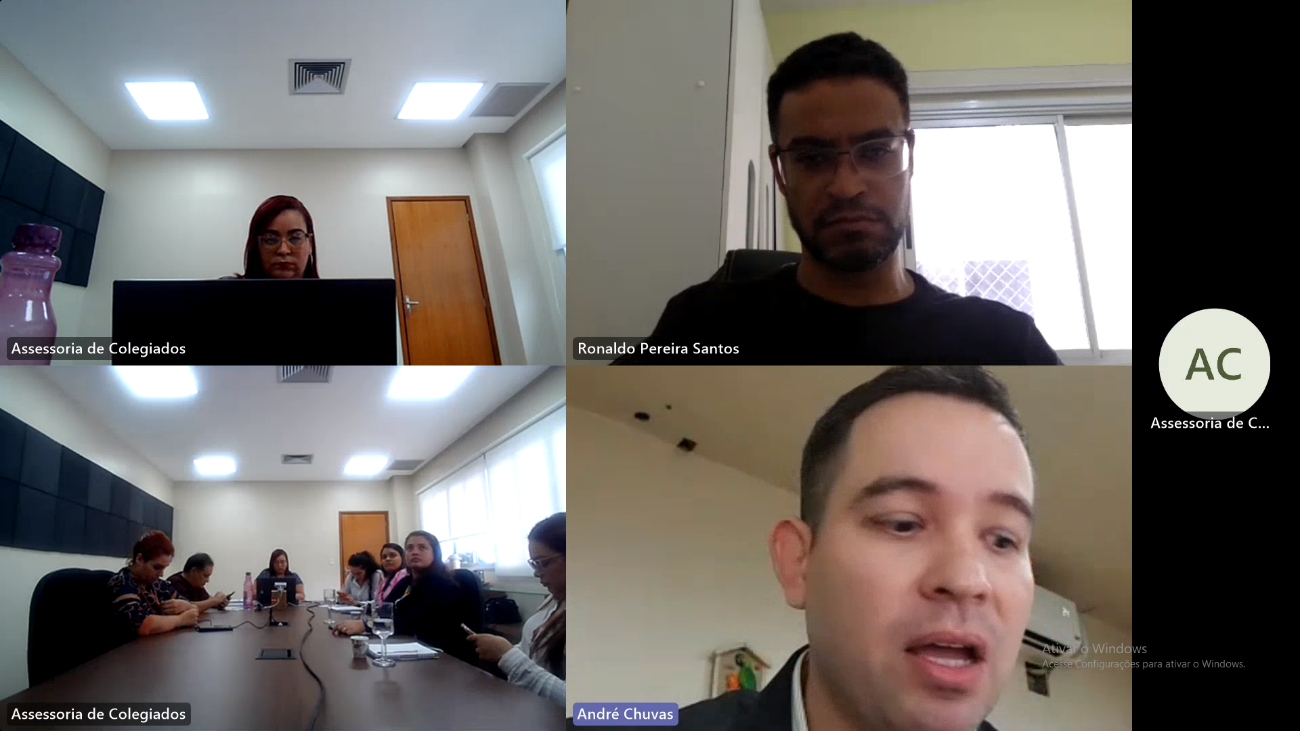 Assessoria de Colegiados
Ronaldo Pereira Santos
AC
Assessoria de C...
Assessoria de Colegiados
André Chuvas
Ativar o Windows
Acesse Configurações para ativar o Windows.